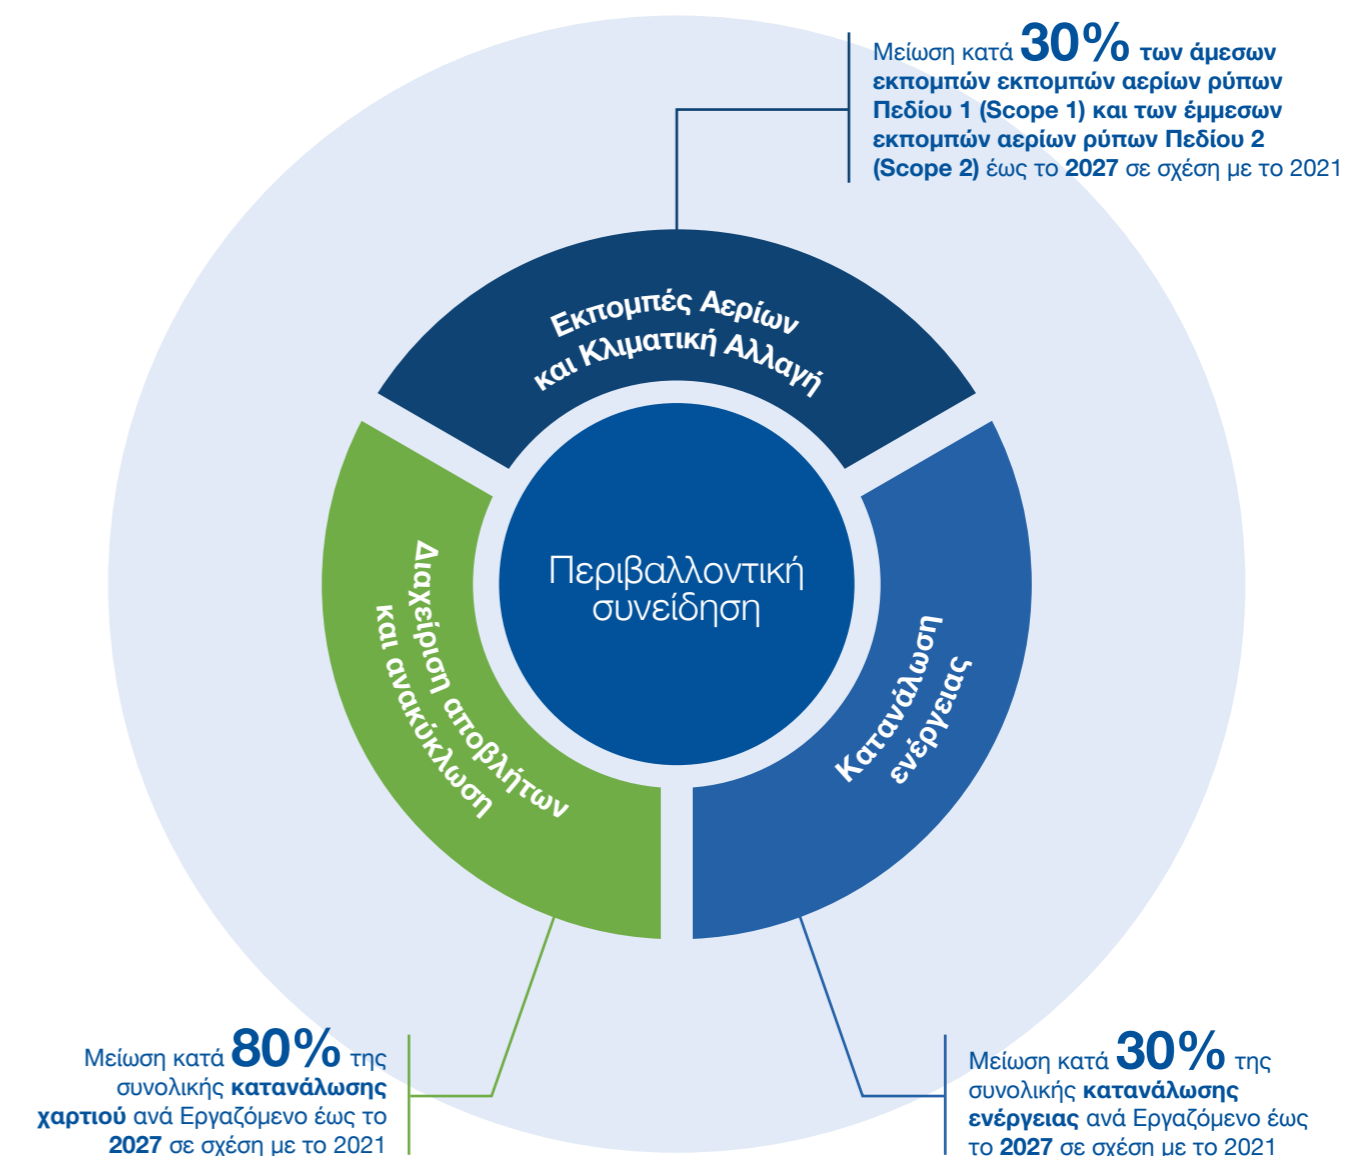 Μείωση κατά 30% των άμεσων
εκπομπών εκπομπών αερίων ρύπων
Πεδίου 1 (Scope 1) και των έμμεσων
εκπομπών αερίων ρύπων Πεδίου 2
(Scope 2) έως το 2027 σε σχέση με το 2021
Εκπομπές Αερίων
και Κλιματική Αλλαγή
Περιβαλλοντική
συνείδηση
Διαχείριση αποβλήτων
και ανακύκλωση
Κατανάλωση
ενέργειας
Μείωση κατά 80% της
συνολικής κατανάλωσης
χαρτιού ανά Εργαζόμενο έως το
2027 σε σχέση με το 2021
Μείωση κατά 30% της
συνολικής κατανάλωσης
ενέργειας ανά Εργαζόμενο έως
το 2027 σε σχέση με το 2021